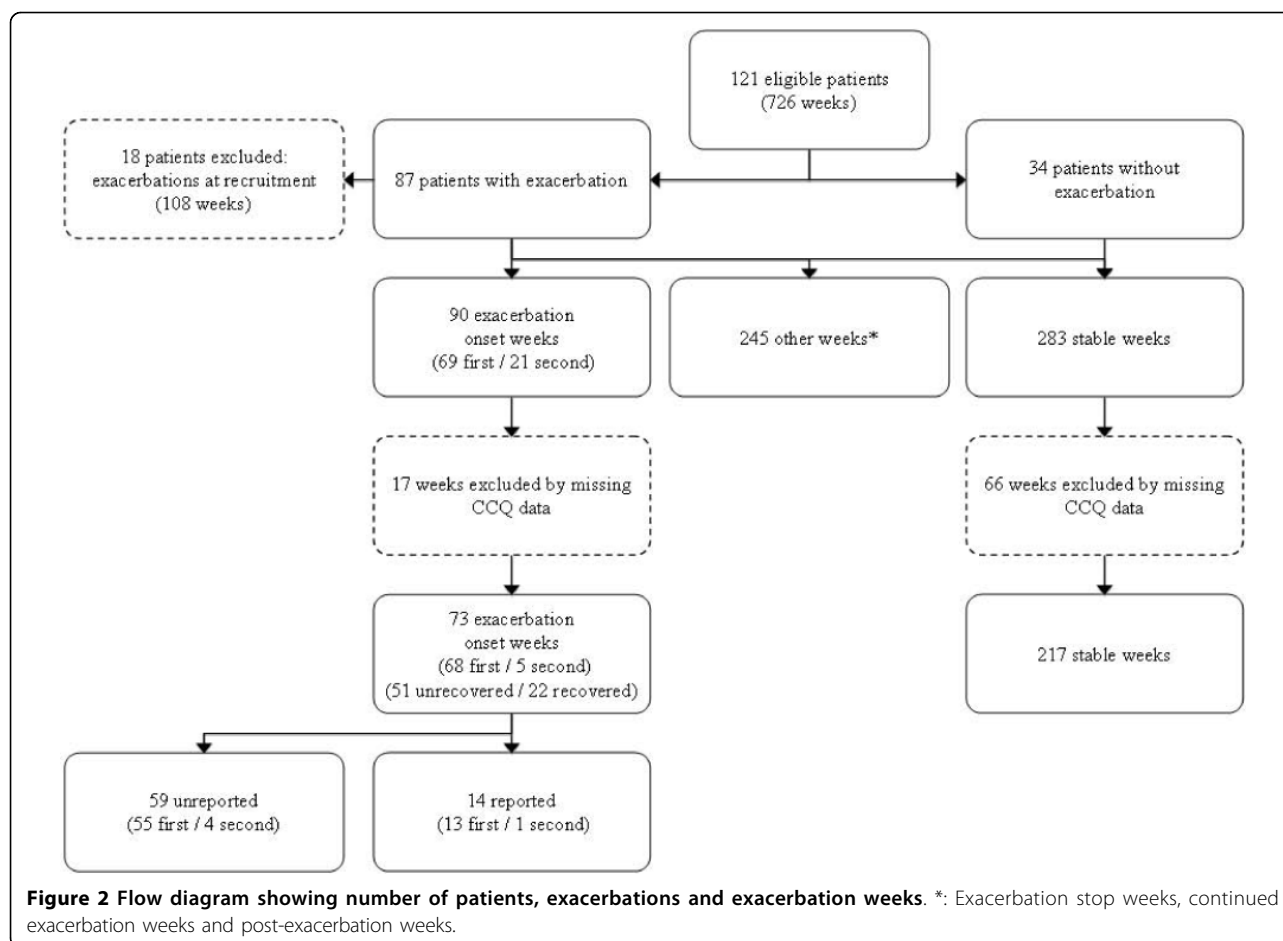 121 eligible patients
(726 weeks)
18 patients excluded:
exacerbations at recruitment
(108 weeks)
87 patients with exacerbation
34 patients without
exacerbation
90 exacerbation
onset weeks
(69 first / 21 second)
245 other weeks*
283 stable weeks
17 weeks excluded by missing
CCQ data
66 weeks excluded by missing
CCQ data
73 exacerbation
onset weeks
(68 first / 5 second)
(51 unrecovered / 22 recovered)
217 stable weeks
59 unreported
(55 first / 4 second)
14 reported
(13 first / 1 second)
Figure 2 Flow diagram showing number of patients, exacerbations and exacerbation weeks. *: Exacerbation stop weeks, continued
exacerbation weeks and post-exacerbation weeks.